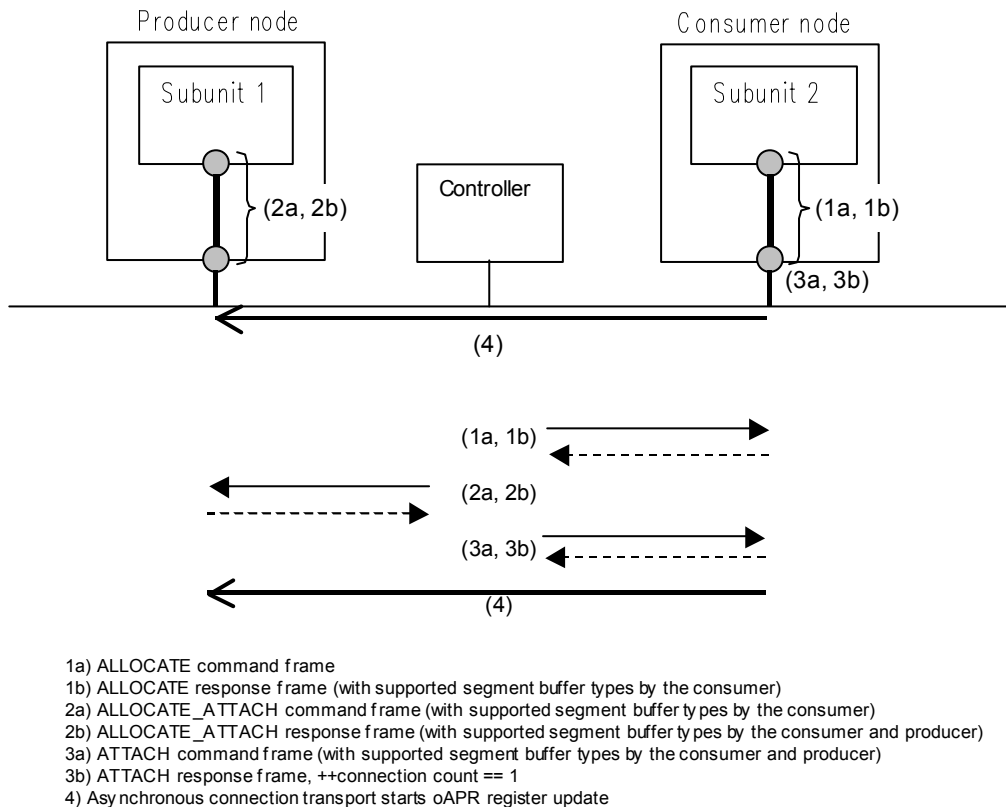 Producer node
Consumer node
Subunit 1
Subunit 2
Controller
(2a, 2b)
(1a, 1b)
(3a, 3b)
(4)
(1a, 1b)
(2a, 2b)
(3a, 3b)
(4)
1a) ALLOCATE command frame
1b) ALLOCATE response frame (with supported segment buffer types by the consumer)
2a) ALLOCATE_ATTACH command frame (with supported segment buffer types by the consumer)
2b) ALLOCATE_ATTACH response frame (with supported segment buffer types by the consumer and producer)
3a) ATTACH command frame (with supported segment buffer types by the consumer and producer)
3b) ATTACH response frame, ++connection count == 1
4) Asynchronous connection transport starts oAPR register update